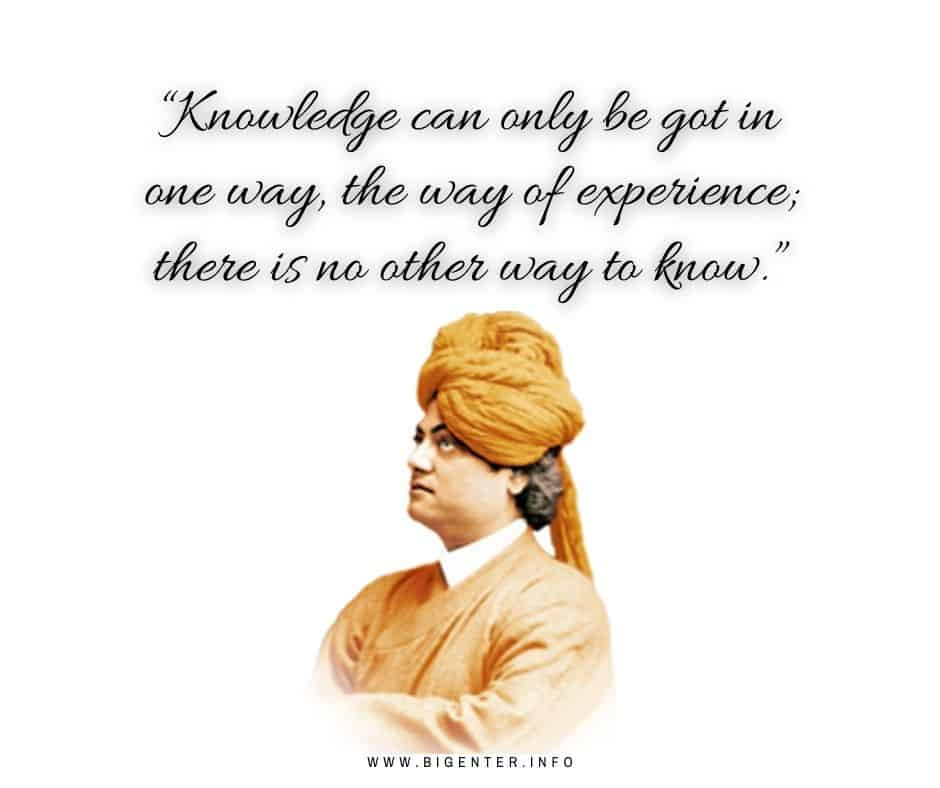 “Knowledge can only be got in
one way, the way of experience;
there is no other way to know.”
WWW.BIGENTER.INFO